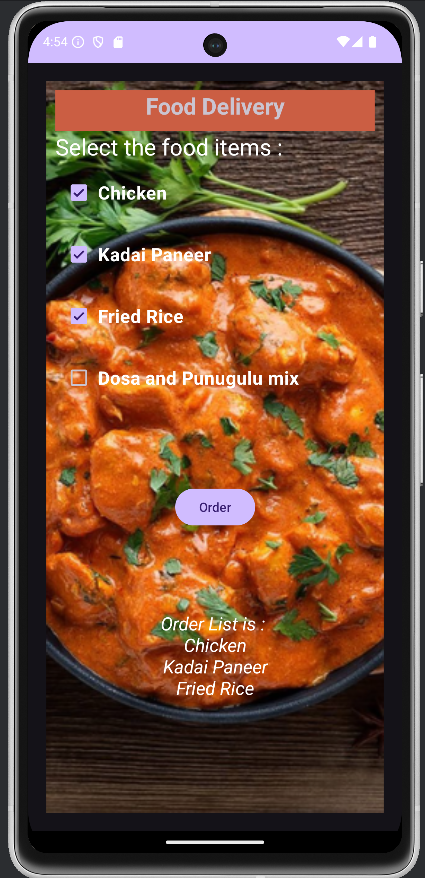 4:54
Food Delivery
Select the food items :
Chicken
Kadai Paneer
Fried Rice
Dosa and Punugulu mix
Order
Order List is :
Chicken
Kadai Paneer
Fried Rice